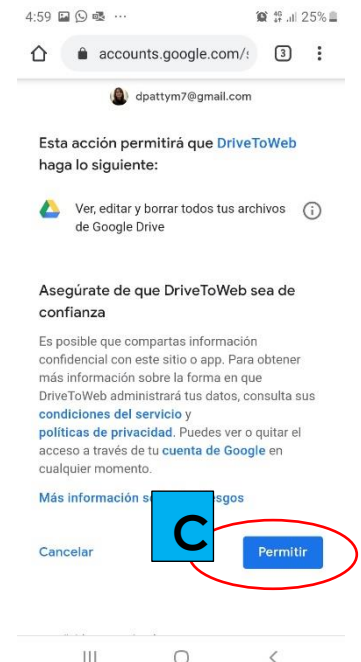 4:59 25%
accounts.google.com/s 3
dpattym7@gmail.com
Esta acción permitirá que DriveToWeb
haga lo siguiente:
Ver, editar y borrar todos tus archivos
de Google Drive
Asegúrate de que DriveToWeb sea de
confianza
Es posible que compartas información
confidencial con este sitio o app. Para obtener
más información sobre la forma en que
DriveToWeb administrará tus datos, consulta sus
condiciones del servicio y
políticas de privacidad. Puedes ver o quitar el
acceso a través de tu cuenta de Google en
cualquier momento.
Más información
C
Cancelar Permitir